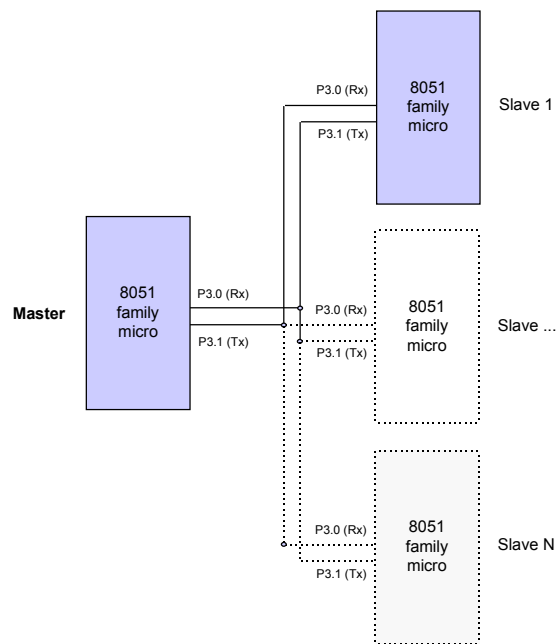 P3.0 (Rx)
P3.1 (Tx)
8051
family
micro
Slave 1
Master
8051
family
micro
P3.0 (Rx)
P3.1 (Tx)
P3.0 (Rx)
P3.1 (Tx)
8051
family
micro
Slave ...
P3.0 (Rx)
P3.1 (Tx)
8051
family
micro
Slave N